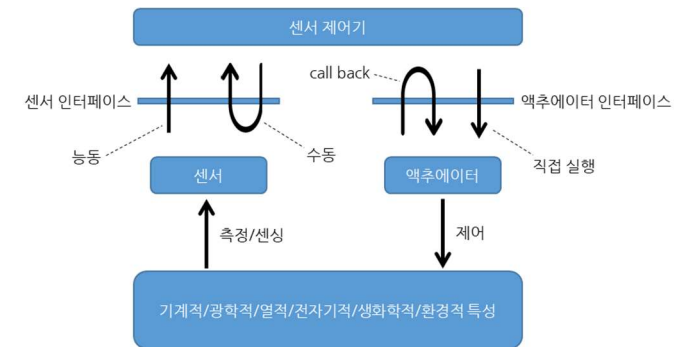 센서 제어기
call back
센서 인터페이스
액추에이터 인터페이스
능동
수동
직접 실행
센서
액추에이터
측정/센싱
제어
기계적/광학적/열적/전자기적/생화학적/환경적 특성